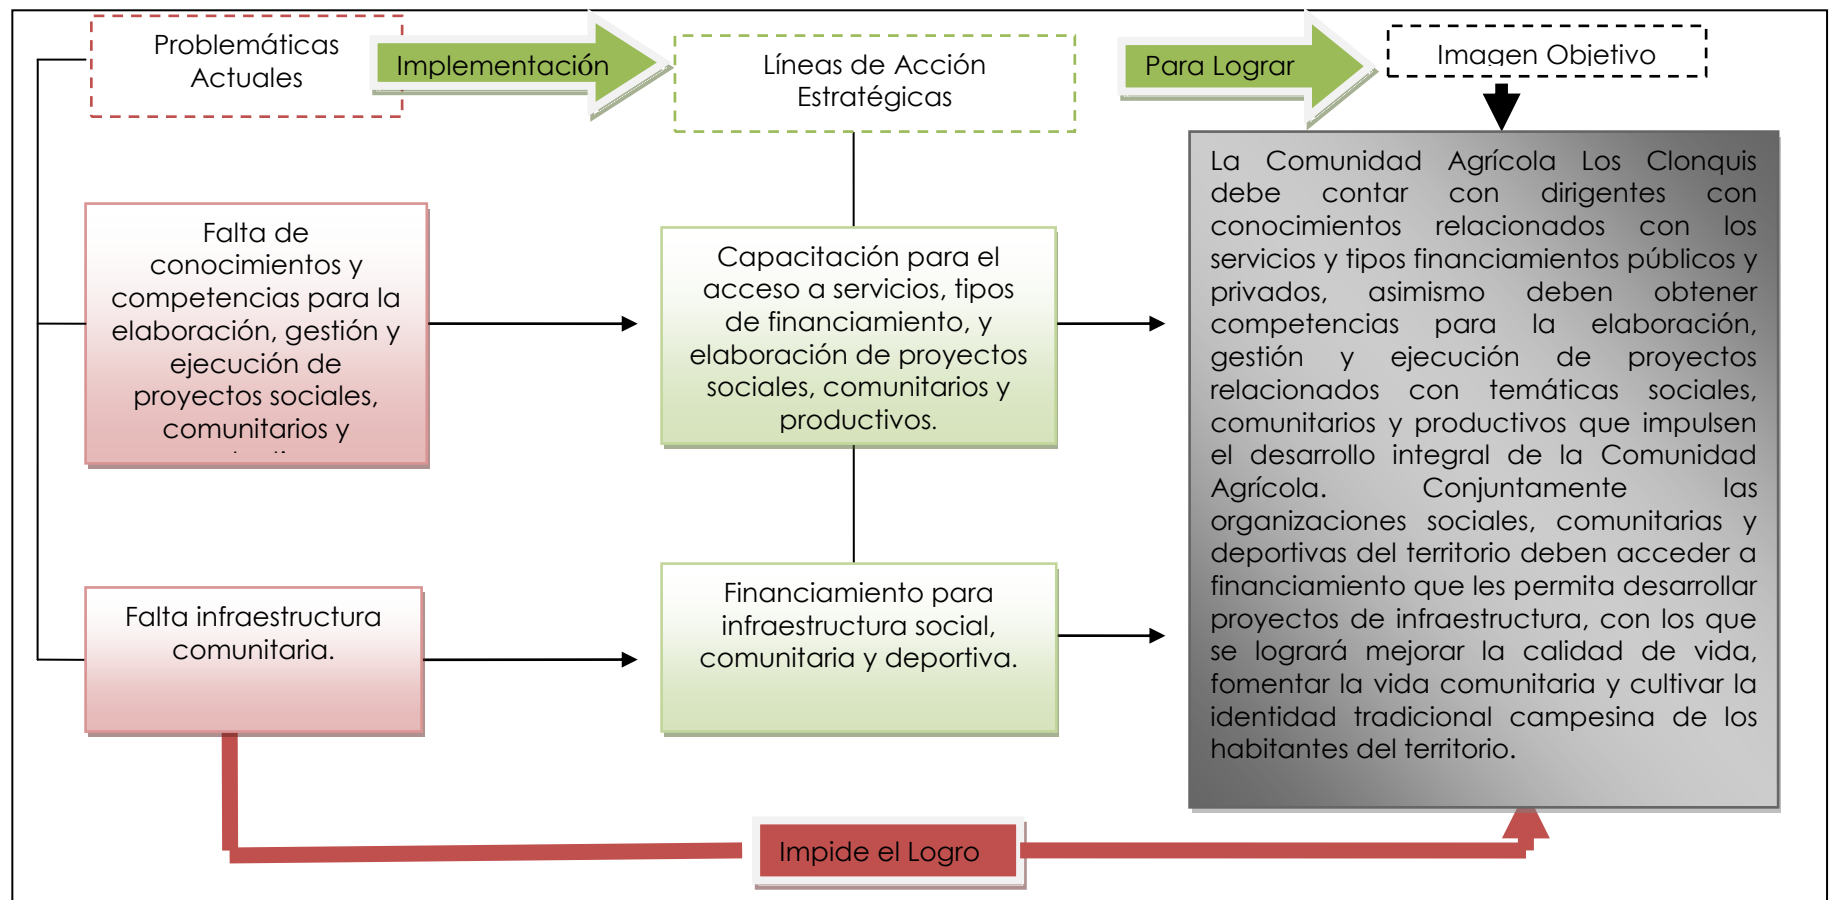 Problemáticas
Actuales
Implementación
Líneas de Acción
Estratégicas
Para Lograr
Imagen Objetivo
Falta de
conocimientos y
competencias para la
elaboración, gestión y
ejecución de
proyectos sociales,
comunitarios y
Capacitación para el
acceso a servicios, tipos
de financiamiento, y
elaboración de proyectos
sociales, comunitarios y
productivos.
La Comunidad Agrícola Los Clonquis
debe contar con dirigentes con
conocimientos relacionados con los
servicios y tipos financiamientos públicos y
privados, asimismo deben obtener
competencias para la elaboración,
gestión y ejecución de proyectos
relacionados con temáticas sociales,
comunitarios y productivos que impulsen
el desarrollo integral de la Comunidad
Agrícola. Conjuntamente las
organizaciones sociales, comunitarias y
deportivas del territorio deben acceder a
financiamiento que les permita desarrollar
proyectos de infraestructura, con los que
se logrará mejorar la calidad de vida,
fomentar la vida comunitaria y cultivar la
identidad tradicional campesina de los
habitantes del territorio.
Falta infraestructura
comunitaria.
Financiamiento para
infraestructura social,
comunitaria y deportiva.
Impide el Logro